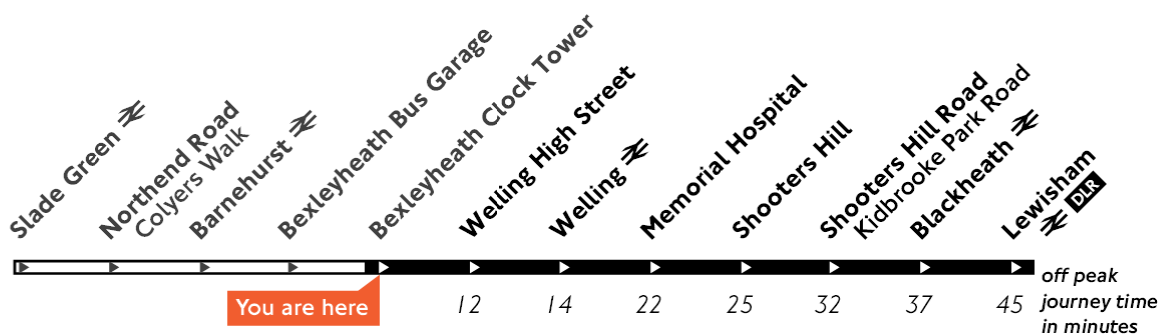 Slade Green
Northend Road
Colyers Walk
Barnehurst
Bexleyheath Bus Garage
Bexleyheath Clock Tower
Welling High Street
Welling
Memorial Hospital
Shooters Hill
Shooters Hill Road
Kidbrooke Park Road
Blackheath
Lewisham
DLR
You are here
12 14 22 25 32 37 45
off peak
journey time
in minutes